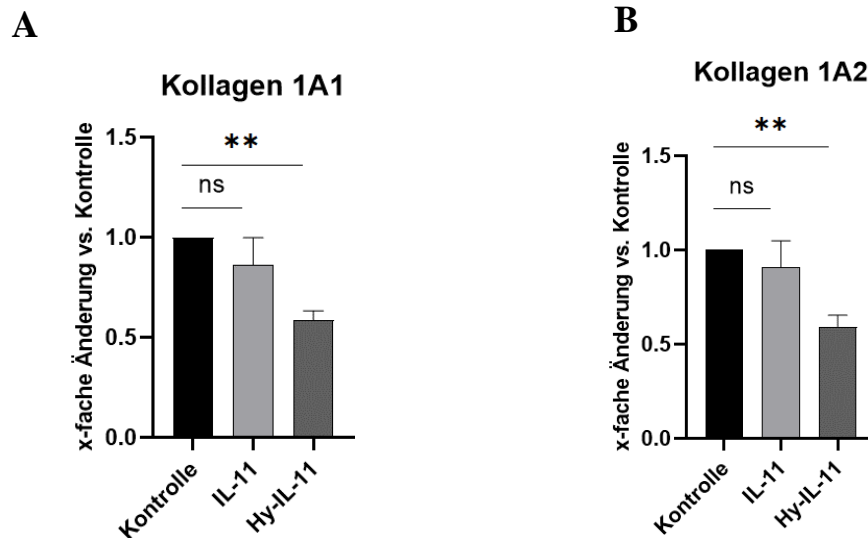 A
Kollagen 1A1
x-fache Änderung vs. Kontrolle
1.5
1.0
0.5
0.0
**
ns
Kontrolle
IL-11
Hy-IL-11
B
Kollagen 1A2
x-fache Änderung vs. Kontrolle
1.5
1.0
0.5
0.0
**
ns
Kontrolle
IL-11
Hy-IL-11